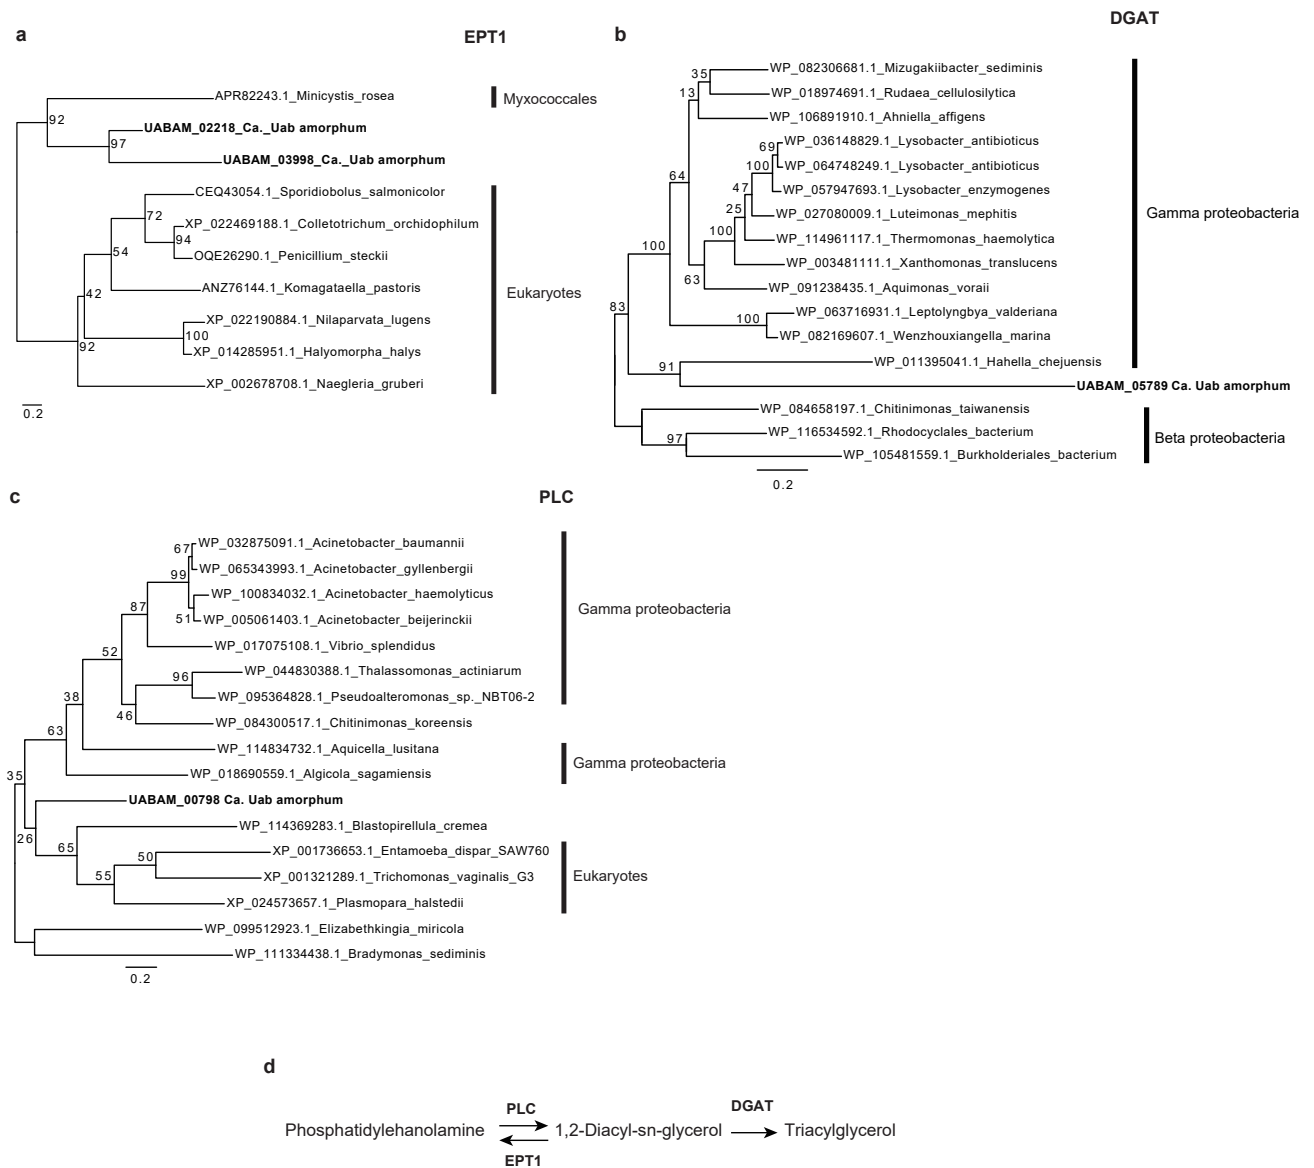 a
EPT1
APR82243.1_Minicystis_rosea
Myxococcales
92
UABAM_02218_Ca._Uab amorphum
97
UABAM_03998_Ca._Uab amorphum
CEQ43054.1_Sporidiobolus_salmonicolor
72
XP_022469188.1_Colletotrichum_orchidophilum
94
54
OQE26290.1_Penicillium_steckii
ANZ76144.1_Komagataella_pastoris
42
Eukaryotes
XP_022190884.1_Nilaparvata_lugens
100
92
XP_014285951.1_Halyomorpha_halys
XP_002678708.1_Naegleria_gruberi
0.2
b
DGAT
WP_082306681.1_Mizugakiibacter_sediminis
35
13
WP_018974691.1_Rudaea_cellulosilytica
WP_106891910.1_Ahniella_affigens
WP_036148829.1_Lysobacter_antibioticus
69
WP_064748249.1_Lysobacter_antibioticus
100
64
47
WP_057947693.1_Lysobacter_enzymogenes
25
WP_027080009.1_Luteimonas_mephitis
Gamma proteobacteria
100
WP_114961117.1_Thermomonas_haemolytica
100
WP_003481111.1_Xanthomonas_translucens
63
WP_091238435.1_Aquimonas_voraii
83
WP_063716931.1_Leptolyngbya_valderiana
100
WP_082169607.1_Wenzhouxiangella_marina
WP_011395041.1_Hahella_chejuensis
91
UABAM_05789 Ca. Uab amorphum
WP_084658197.1_Chitinimonas_taiwanensis
WP_116534592.1_Rhodocyclales_bacterium
97
Beta proteobacteria
WP_105481559.1_Burkholderiales_bacterium
0.2
c
PLC
WP_032875091.1_Acinetobacter_baumannii
67
WP_065343993.1_Acinetobacter_gyllenbergii
99
WP_100834032.1_Acinetobacter_haemolyticus
87
Gamma proteobacteria
51
WP_005061403.1_Acinetobacter_beijerinckii
WP_017075108.1_Vibrio_splendidus
52
WP_044830388.1_Thalassomonas_actiniarum
96
WP_095364828.1_Pseudoalteromonas_sp._NBT06-2
38
46
WP_084300517.1_Chitinimonas_koreensis
63
WP_114834732.1_Aquicella_lusitana
Gamma proteobacteria
WP_018690559.1_Algicola_sagamiensis
35
UABAM_00798 Ca. Uab amorphum
WP_114369283.1_Blastopirellula_cremea
26
65
XP_001736653.1_Entamoeba_dispar_SAW760
50
XP_001321289.1_Trichomonas_vaginalis_G3
Eukaryotes
55
XP_024573657.1_Plasmopara_halstedii
WP_099512923.1_Elizabethkingia_miricola
WP_111334438.1_Bradymonas_sediminis
0.2
d
PLC
DGAT
Phosphatidylehanolamine
1,2-Diacyl-sn-glycerol
Triacylglycerol
EPT1